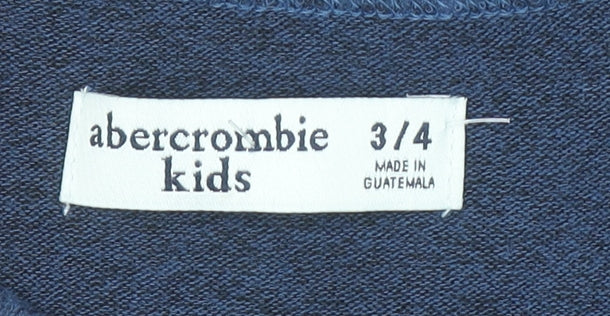 abercrombie
kids
3/4
MADE IN
GUATEMALA